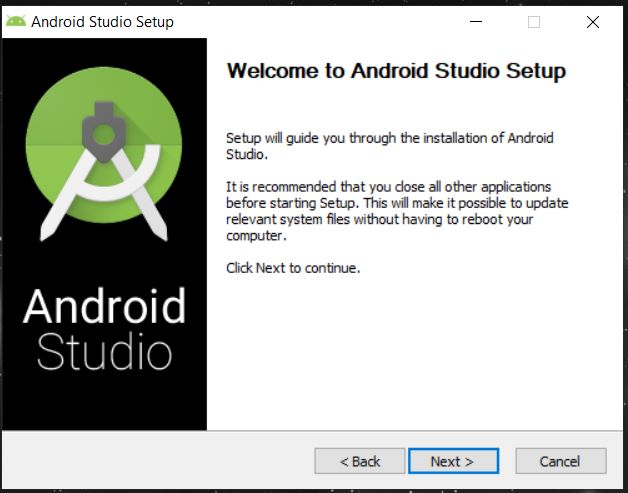 Android Studio Setup
Welcome to Android Studio Setup
Setup will guide you through the installation of Android
Studio.
It is recommended that you close all other applications
before starting Setup. This will make it possible to update
relevant system files without having to reboot your
computer.
Click Next to continue.
Android
Studio
< Back
Next >
Cancel